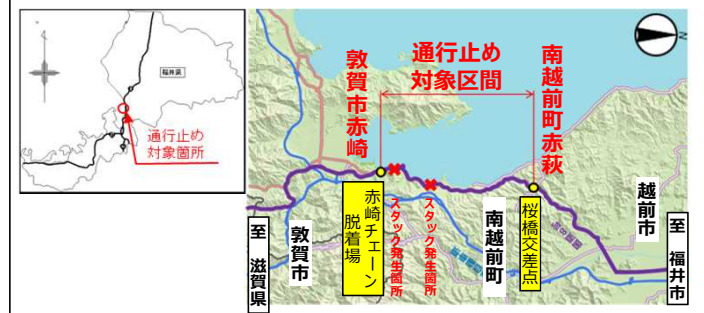 福井県
通行止め
対象箇所
敦賀市赤崎
通行止め
対象区間
南越前町赤萩
赤崎チェーン
脱着場
スタック発生箇所
スタック発生箇所
桜橋交差点
至 滋賀県
敦賀市
南越前町
越前市
至 福井市